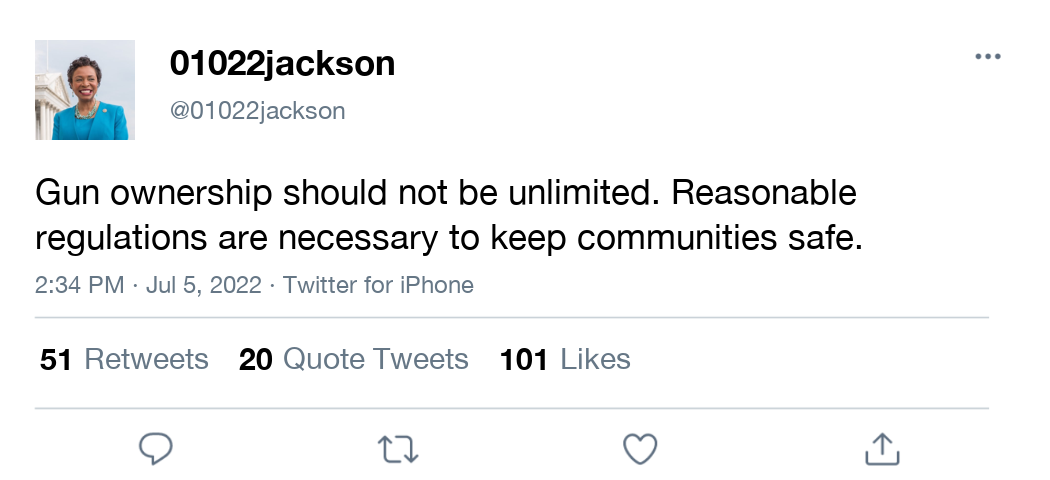 01022jackson
@01022jackson
Gun ownership should not be unlimited. Reasonable
regulations are necessary to keep communities safe.
2:34 PM · Jul 5, 2022 · Twitter for iPhone
51 Retweets 20 Quote Tweets 101 Likes